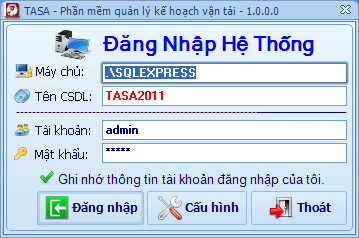 TASA - Phần mềm quản lý kế hoạch vận tải - 1.0.0.0
Đăng Nhập Hệ Thống
Máy chủ: .\SQLEXPRESS
Tên CSDL: TASA2011
Tài khoản: admin
Mật khẩu: *****
Ghi nhớ thông tin tài khoản đăng nhập của tôi.
Đăng nhập Cấu hình Thoát